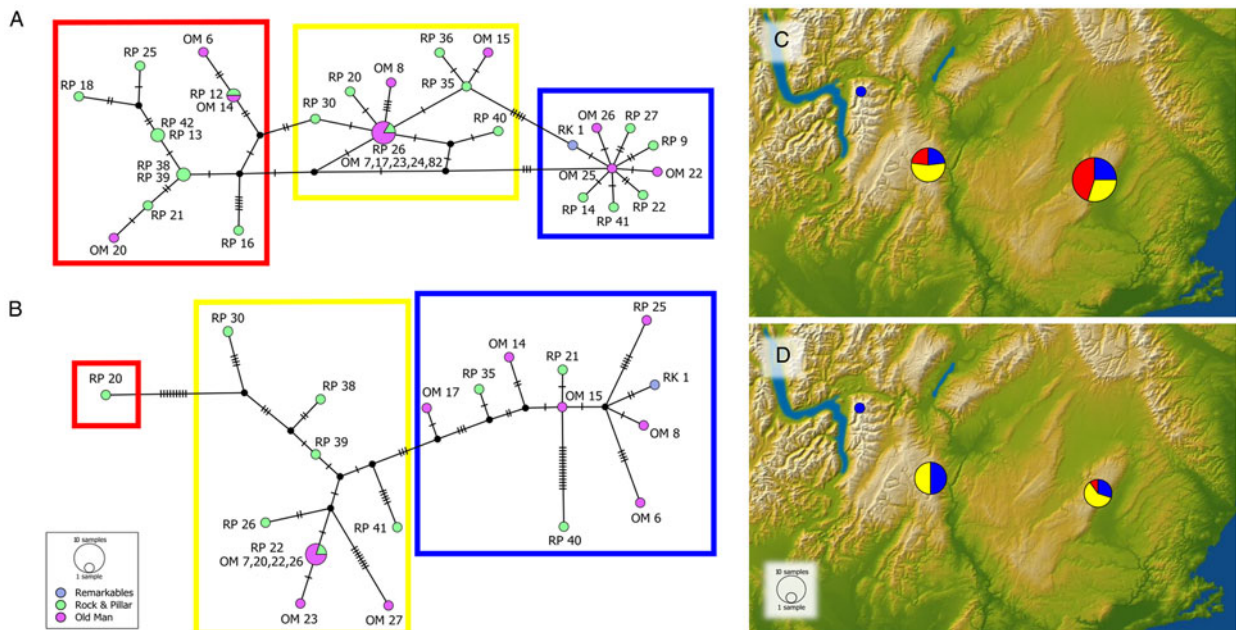 A
OM 6
RP 25
RP 18
RP 12
OM 14
RP 42
RP 13
RP 38
RP 39
RP 21
OM 20
RP 16
RP 36
OM 15
OM 8
RP 20
RP 35
RP 30
RP 40
RP 26
OM 7,17,23,24,82
OM 26
RP 27
RK 1
RP 9
OM 25
OM 22
RP 14
RP 22
RP 41
B
RP 20
RP 30
RP 38
RP 39
RP 26
RP 41
RP 22
OM 7,20,22,26
OM 23
OM 27
RP 25
OM 14
RP 21
RP 35
RK 1
OM 17
OM 15
OM 8
OM 6
RP 40
10 samples
1 sample
Remarkables
Rock & Pillar
Old Man
C
D
10 samples
1 sample